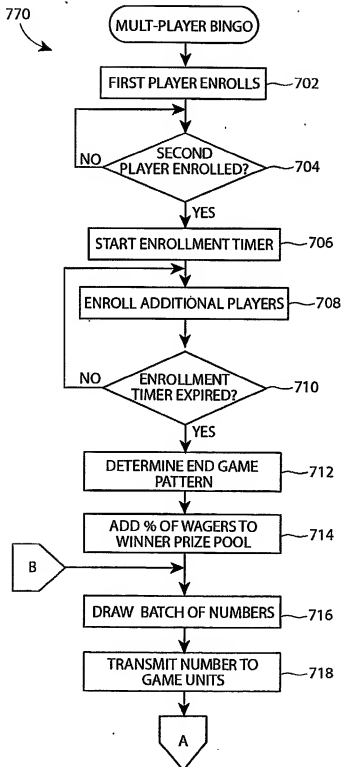 770
MULT-PLAYER BINGO
FIRST PLAYER ENROLLS
702
SECOND
PLAYER ENROLLED?
704
NO
YES
START ENROLLMENT TIMER
706
ENROLL ADDITIONAL PLAYERS
708
NO
ENROLLMENT
TIMER EXPIRED?
710
YES
DETERMINE END GAME
PATTERN
712
ADD % OF WAGERS TO
WINNER PRIZE POOL
714
B
DRAW BATCH OF NUMBERS
716
TRANSMIT NUMBER TO
GAME UNITS
718
A